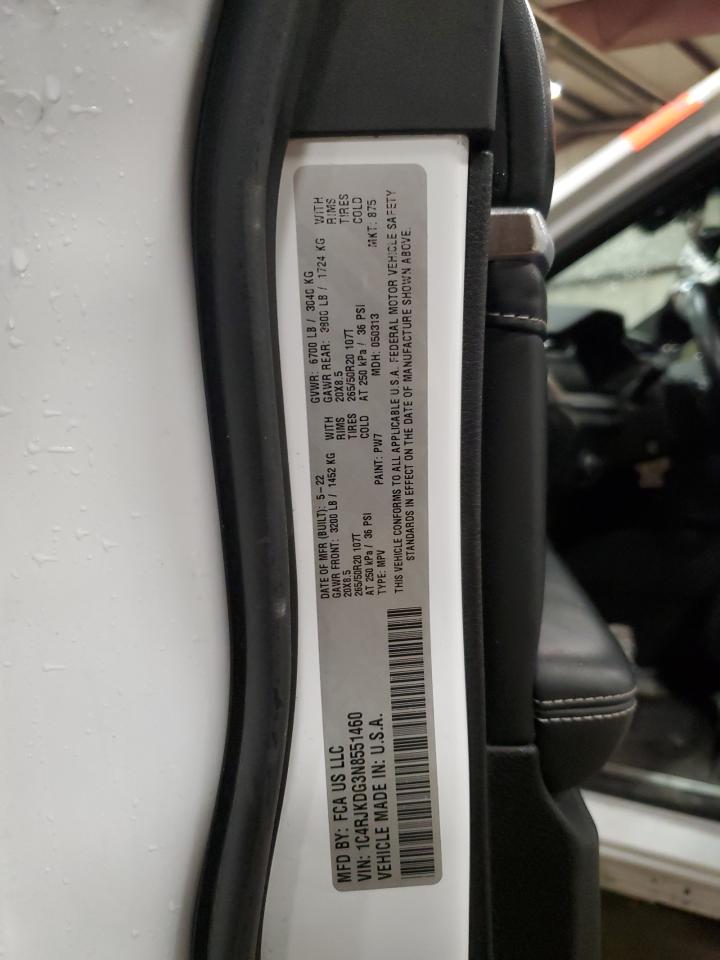 MFD BY: FCA US LLC
VIN: 1C4RJKDG3N8551460
VEHICLE MADE IN: U.S.A.
DATE OF MFR (BUILT): 5-22
GAWR FRONT: 3200 LB / 1452 KG WITH
20X8.5 RIMS
265/50R20 107T TIRES
AT 250 kPa / 36 PSI COLD
TYPE: MPV PAINT: PW7
GVWR: 6700 LB / 3040 KG
GAWR REAR: 3800 LB / 1724 KG WITH
20X8.5 RIMS
265/50R20 107T TIRES
AT 250 kPa / 36 PSI COLD
MDH: 050313 MKT: 875
THIS VEHICLE CONFORMS TO ALL APPLICABLE U.S.A. FEDERAL MOTOR VEHICLE SAFETY
STANDARDS IN EFFECT ON THE DATE OF MANUFACTURE SHOWN ABOVE.